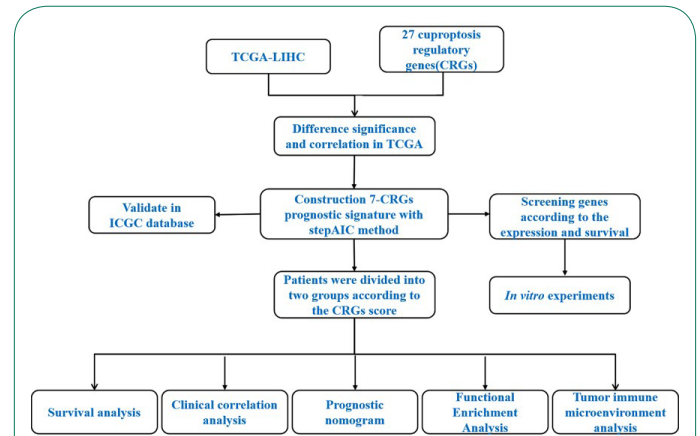 TCGA-LIHC
27 cuproptosis
regulatory
genes(CRGs)
Difference significance
and correlation in TCGA
Validate in
ICGC database
Construction 7-CRGs
prognostic signature with
stepAIC method
Screening genes
according to the
expression and survival
Patients were divided into
two groups according to
the CRGs score
In vitro experiments
Survival analysis
Clinical correlation
analysis
Prognostic
nomogram
Functional
Enrichment
Analysis
Tumor immune
microenvironment
analysis